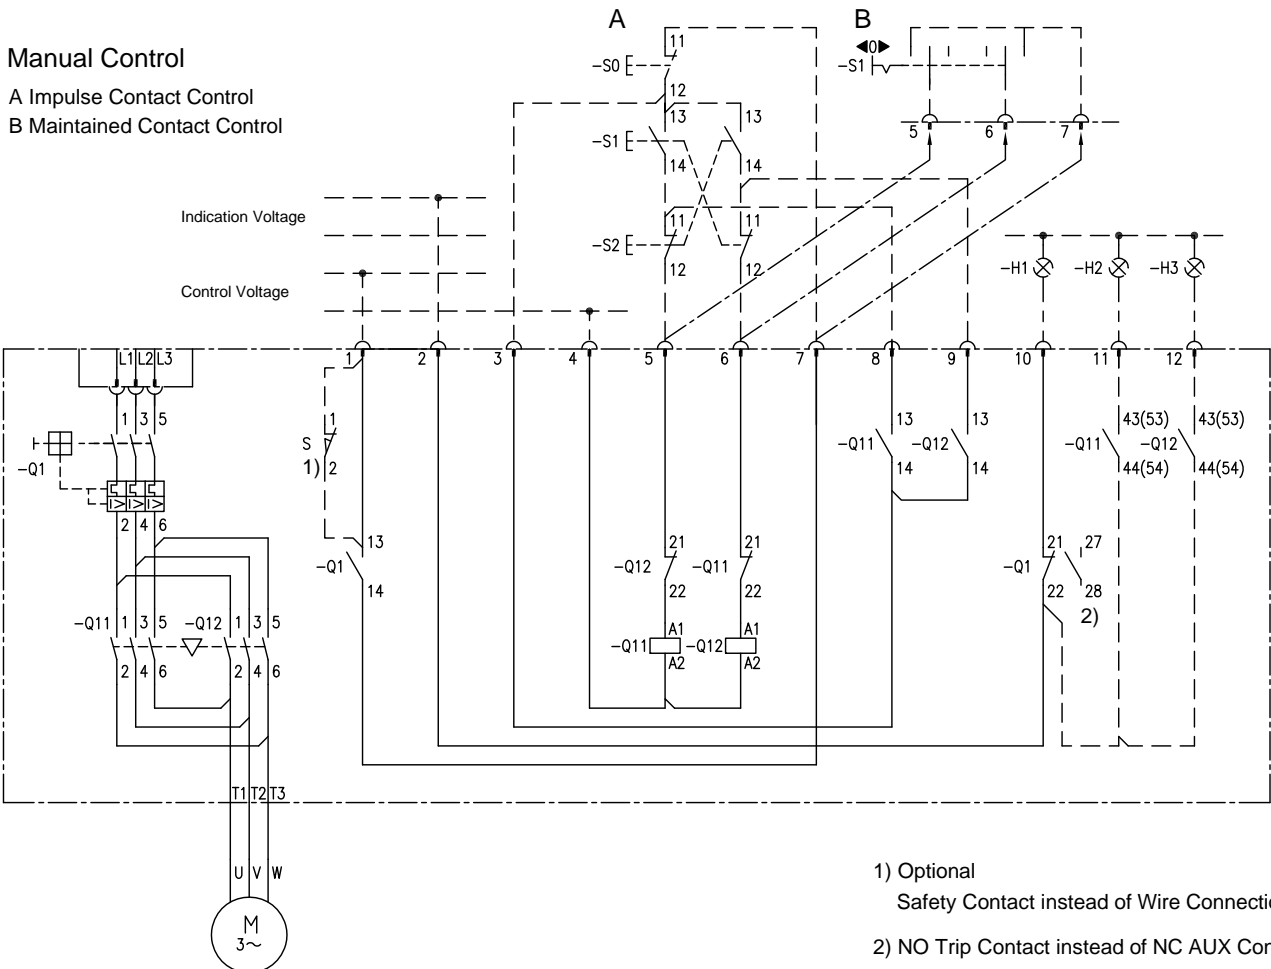 A
B
Manual Control
A Impulse Contact Control
B Maintained Contact Control
11
0
-S0
-S1
12
13
13
-S1
5
6
7
14
14
Indication Voltage
11
11
-S2
12
12
-H1
-H2
-H3
Control Voltage
L1
L2
L3
1
2
3
4
5
6
7
8
9
10
11
12
1
3
5
-Q1
I>
I>
I>
2
4
6
1
S
1)
2
13
-Q1
14
13
13
-Q11
-Q12
14
14
43(53)
43(53)
-Q11
-Q12
44(54)
44(54)
21
21
-Q12
-Q11
22
22
21
27
-Q1
22
28
2)
-Q11
1
3
5
-Q12
1
3
5
2
4
6
2
4
6
A1
A1
-Q11
-Q12
A2
A2
T1
T2
T3
U
V
W
M
3~
1) Optional
Safety Contact instead of Wire
2) NO Trip Contact instead of NC AUX